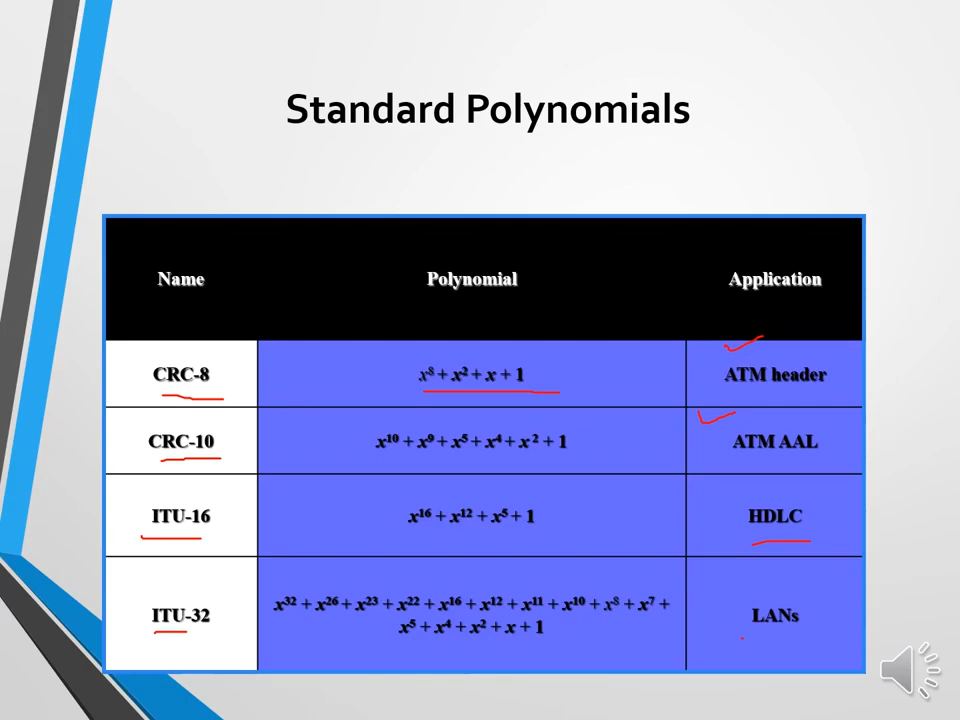 Standard Polynomials
Name Polynomial Application
CRC-8 x⁸ + x² + x + 1 ATM header
CRC-10 x¹⁰ + x⁹ + x⁵ + x⁴ + x² + 1 ATM AAL
ITU-16 x¹⁶ + x¹² + x⁵ + 1 HDLC
ITU-32 x³² + x²⁶ + x²³ + x²² + x¹⁶ + x¹² + x¹¹ + x¹⁰ + x⁸ + x⁷ +
x⁵ + x⁴ + x² + x + 1 LANs